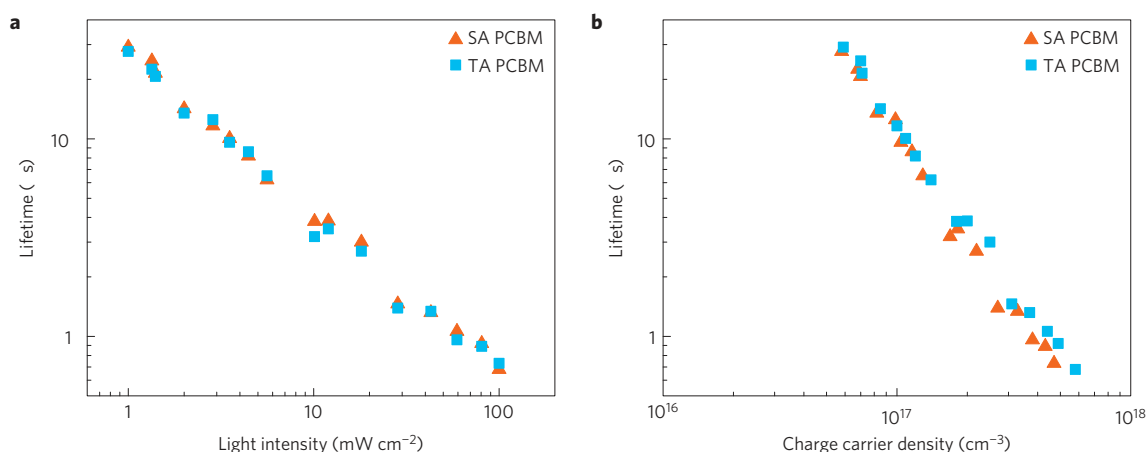 a
SA PCBM
TA PCBM
10
1
Lifetime ( s)
1
10
100
Light intensity (mW cm⁻²)
b
SA PCBM
TA PCBM
10
1
Lifetime ( s)
10¹⁶
10¹⁷
10¹⁸
Charge carrier density (cm⁻³)